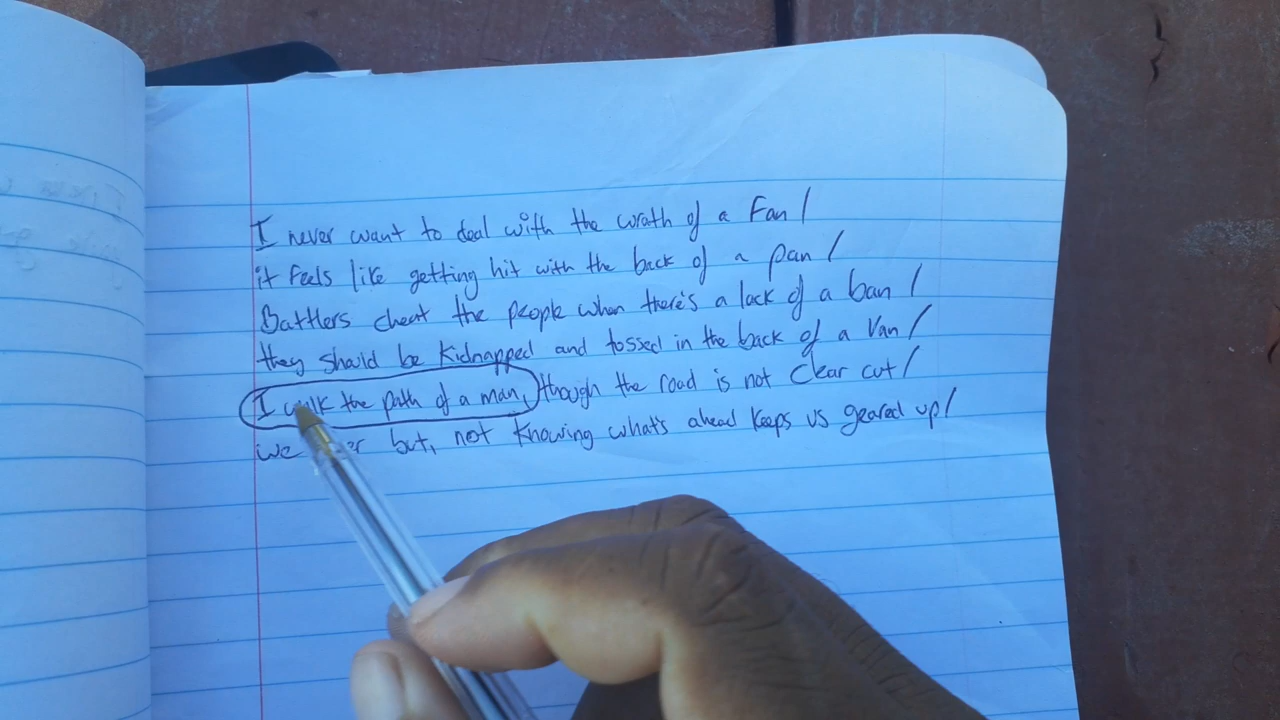 I never want to deal with the wrath of a Fan /
it feels like getting hit with the back of a pan /
Battlers cheat the people when there's a lack of a ban /
they should be kidnapped and tossed in the back of a Van /
I walk the path of a man, though the road is not clear cut /
we but, not knowing what's ahead keeps us geared up /